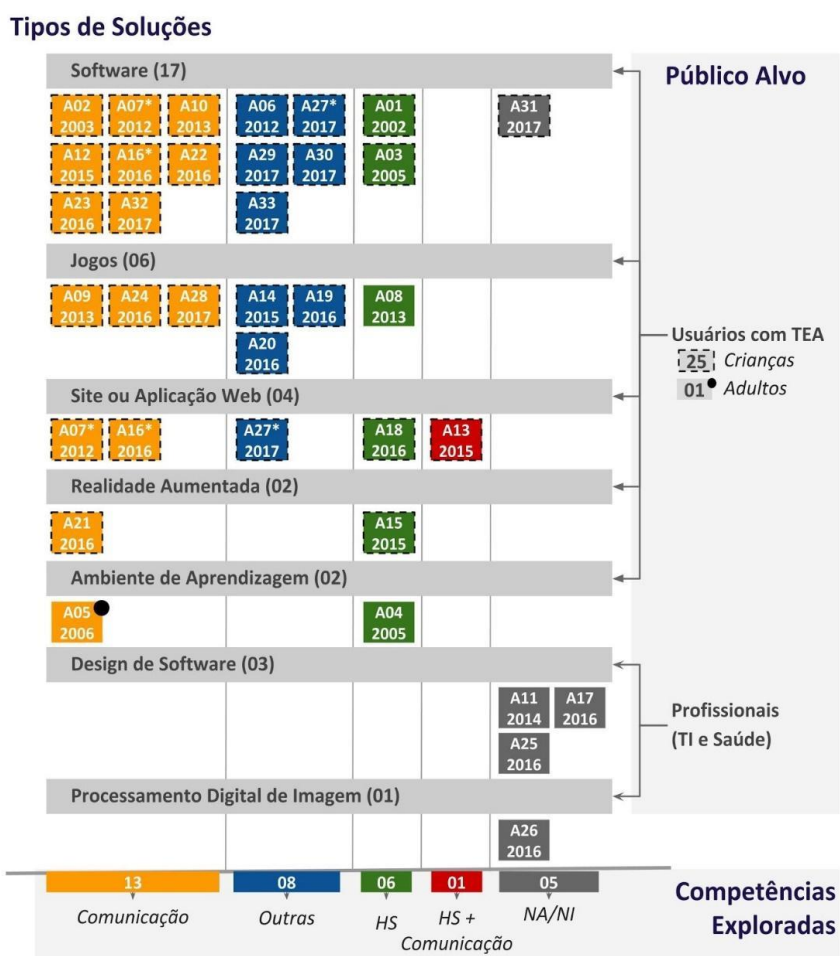 Tipos de Soluções
Software (17)
Público Alvo
A02 A07* A10 A06 A27* A01 A31
2003 2012 2013 2012 2017 2002 2017
A12 A16* A22 A29 A30 A03
2015 2016 2016 2017 2017 2005
A23 A32 A33
2016 2017 2017
Jogos (06)
A09 A24 A28 A14 A19 A08
2013 2016 2017 2015 2016 2013
A20
2016
Usuários com TEA
25 Crianças
01 Adultos
Site ou Aplicação Web (04)
A07* A16* A27* A18 A13
2012 2016 2017 2016 2015
Realidade Aumentada (02)
A21 A15
2016 2015
Ambiente de Aprendizagem (02)
A05 A04
2006 2005
Design de Software (03)
A11 A17
2014 2016
A25
2016
Profissionais
(TI e Saúde)
Processamento Digital de Imagem (01)
A26
2016
13 08 06 01 05
Comunicação Outras HS HS + NA/NI
Comunicação
Competências
Exploradas